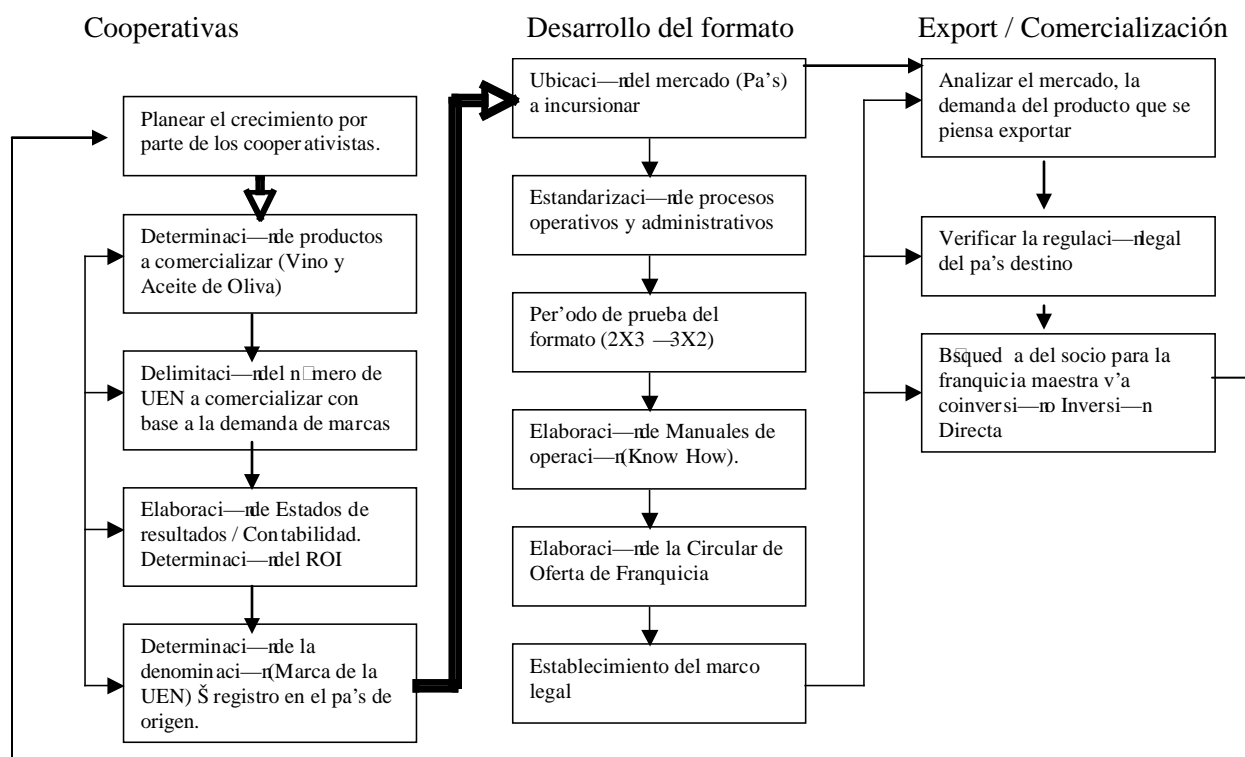 Cooperativas
Planear el crecimiento por
parte de los cooperativistas.
Determinaci—nde productos
a comercializar (Vino y
Aceite de Oliva)
Delimitaci—ndel n□mero de
UEN a comercializar con
base a la demanda de marcas
Elaboraci—nde Estados de
resultados / Contabilidad.
Determinaci—ndel ROI
Determinaci—nde la
denominaci—n(Marca de la
UEN) Š registro en el pa’s de
origen.
Desarrollo del formato
Ubicaci—ndel mercado (Pa’s)
a incursionar
Estandarizaci—nde procesos
operativos y administrativos
Per’odo de prueba del
formato (2X3 —3X2)
Elaboraci—nde Manuales de
operaci—n(Know How).
Elaboraci—nde la Circular de
Oferta de Franquicia
Establecimiento del marco
legal
Export / Comercialización
Analizar el mercado, la
demanda del producto que se
piensa exportar
Verificar la regulaci—nlegal
del pa’s destino
B□squed a del socio para la
franquicia maestra v’a
coinversi—no Inversi—n
Directa